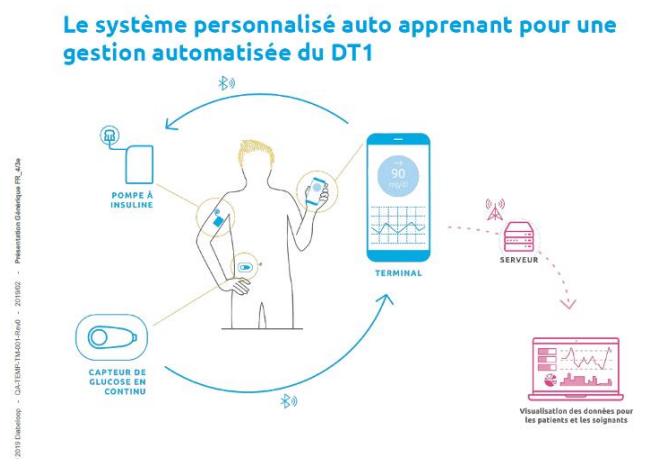 Le système personnalisé auto apprenant pour une
gestion automatisée du DT1
POMPE À
INSULINE
90
mg/dl
TERMINAL
SERVEUR
CAPTEUR DE
GLUCOSE EN
CONTINU
Visualisation des données pour
les patients et les soignants
2019 Diabeloop - QA-TEMP-TM-001-Rev0 - 2019/02 - Présentation Générique FR_4/3e